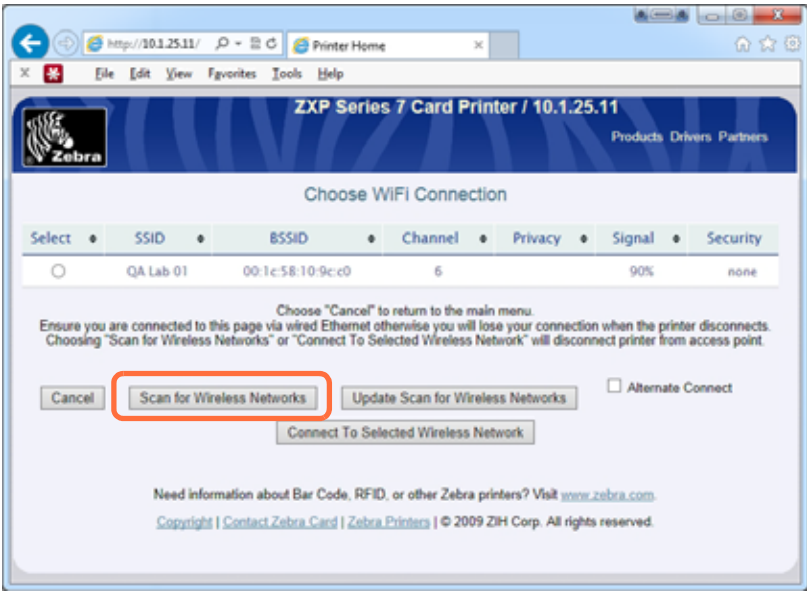 http://10.1.25.11/
Printer Home
File Edit View Favorites Tools Help
ZXP Series 7 Card Printer / 10.1.25.11
Zebra
Products Drivers Partners
Choose WiFi Connection
Select SSID BSSID Channel Privacy Signal Security
QA Lab 01 00:1c:58:10:9c:c0 6 90% none
Choose "Cancel" to return to the main menu.
Ensure you are connected to this page via wired Ethernet otherwise you will lose your connection when the printer disconnects.
Choosing "Scan for Wireless Networks" or "Connect To Selected Wireless Network" will disconnect printer from access point.
Cancel Scan for Wireless Networks Update Scan for Wireless Networks Alternate Connect
Connect To Selected Wireless Network
Need information about Bar Code, RFID, or other Zebra printers? Visit www.zebra.com.
Copyright | Contact Zebra Card | Zebra Printers | © 2009 ZIH Corp. All rights reserved.